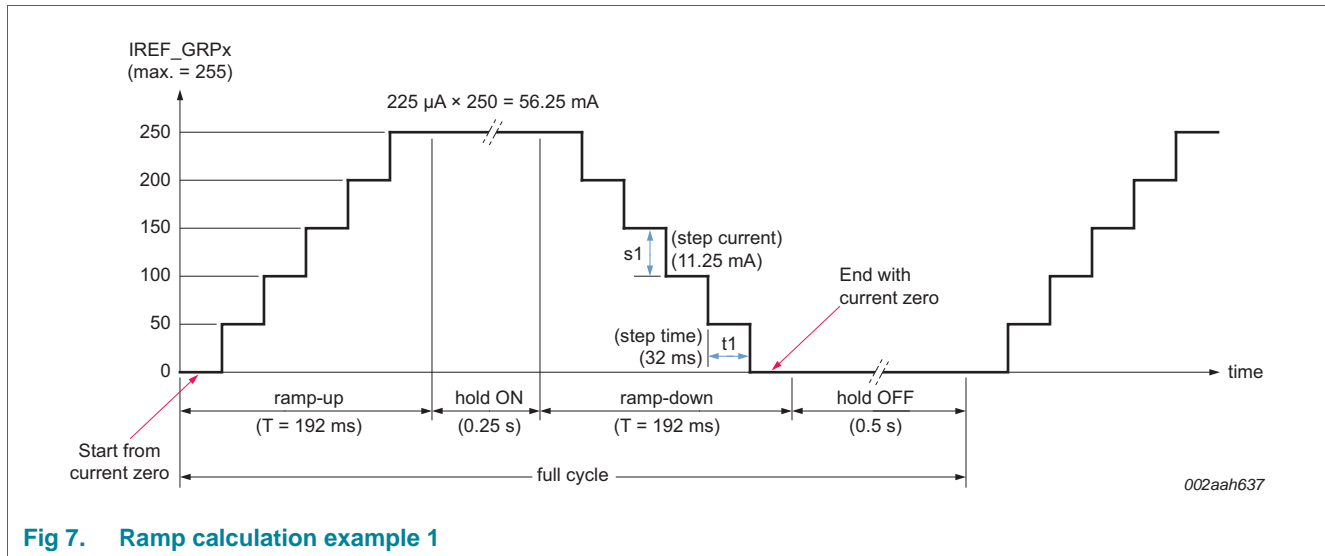 IREF_GRPx
(max. = 255)
225 μA × 250 = 56.25 mA
250
200
150
100
50
0
s1
(step current)
(11.25 mA)
End with
current zero
(step time)
(32 ms)
t1
time
ramp-up
(T = 192 ms)
hold ON
(0.25 s)
ramp-down
(T = 192 ms)
hold OFF
(0.5 s)
Start from
current zero
full cycle
002aah637
Fig 7. Ramp calculation example 1